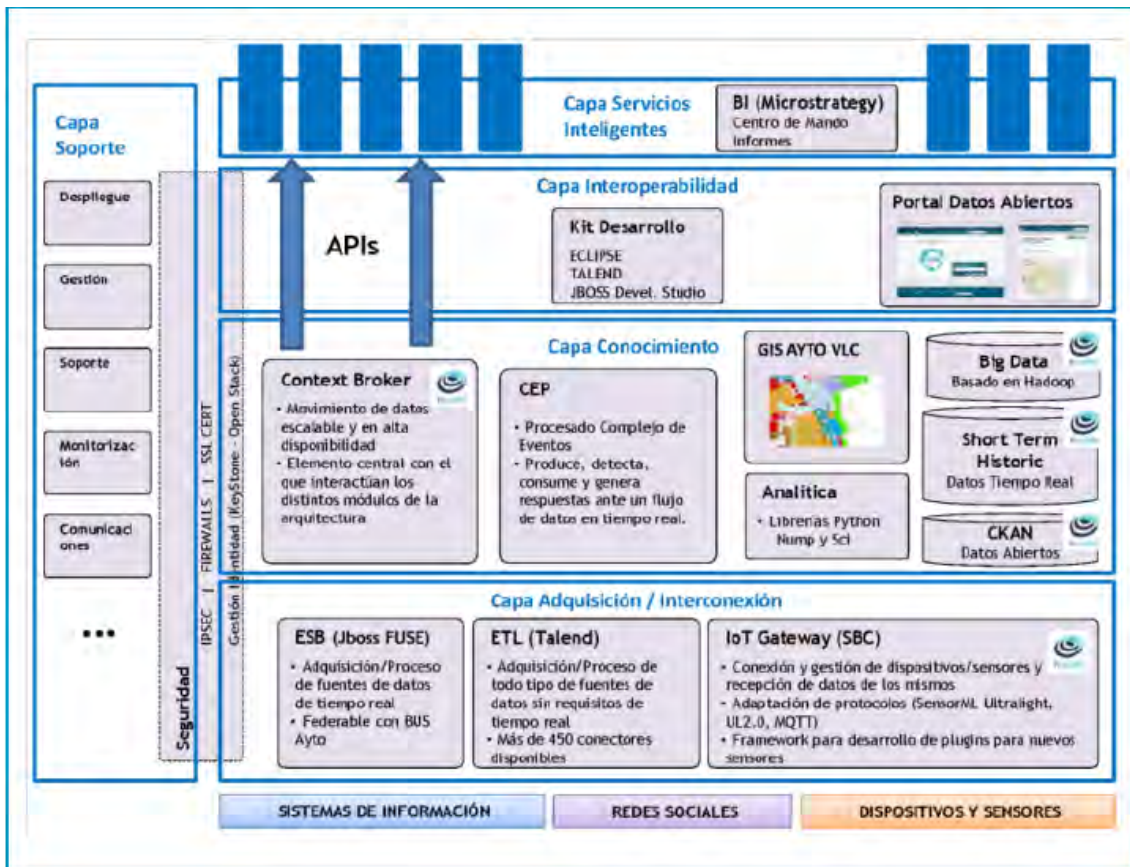 Capa Servicios
Inteligentes
BI (Microstrategy)
Centro de Mando
Informes
Capa
Soporte
Despliegue
Gestión
Soporte
Monitorizac
ión
Comunicaci
ones
...
Seguridad
IPSEC I FIREWALLS I SSL CERT
Gestión Identidad (KeyStone - Open Stack)
Capa Interoperabilidad
APIs
Kit Desarrollo
ECLIPSE
TALEND
JBOSS Devel. Studio
Portal Datos Abiertos
Capa Conocimiento
Context Broker
• Movimiento de datos
escalable y en alta
disponibilidad
• Elemento central con el
que interactúan los
distintos módulos de la
arquitectura
CEP
• Procesado Complejo de
Eventos
• Produce, detecta,
consume y genera
respuestas ante un flujo
de datos en tiempo real.
GIS AYTO VLC
Analítica
• Librerías Python
Nump y Sci
Big Data
Basado en Hadoop
Short Term
Historic
Datos Tiempo Real
CKAN
Datos Abiertos
Capa Adquisición / Interconexión
ESB (Jboss FUSE)
• Adquisición/Proceso
de fuentes de datos
de tiempo real
• Federable con BUS
Ayto
ETL (Talend)
• Adquisición/Proceso de
todo tipo de fuentes de
datos sin requisitos de
tiempo real
• Más de 450 conectores
disponibles
IoT Gateway (SBC)
• Conexión y gestión de dispositivos/sensores y
recepción de datos de los mismos
• Adaptación de protocolos (SensorML Ultralight,
UL2.0, MQTT)
• Framework para desarrollo de plugins para nuevos
sensores
SISTEMAS DE INFORMACIÓN
REDES SOCIALES
DISPOSITIVOS Y SENSORES